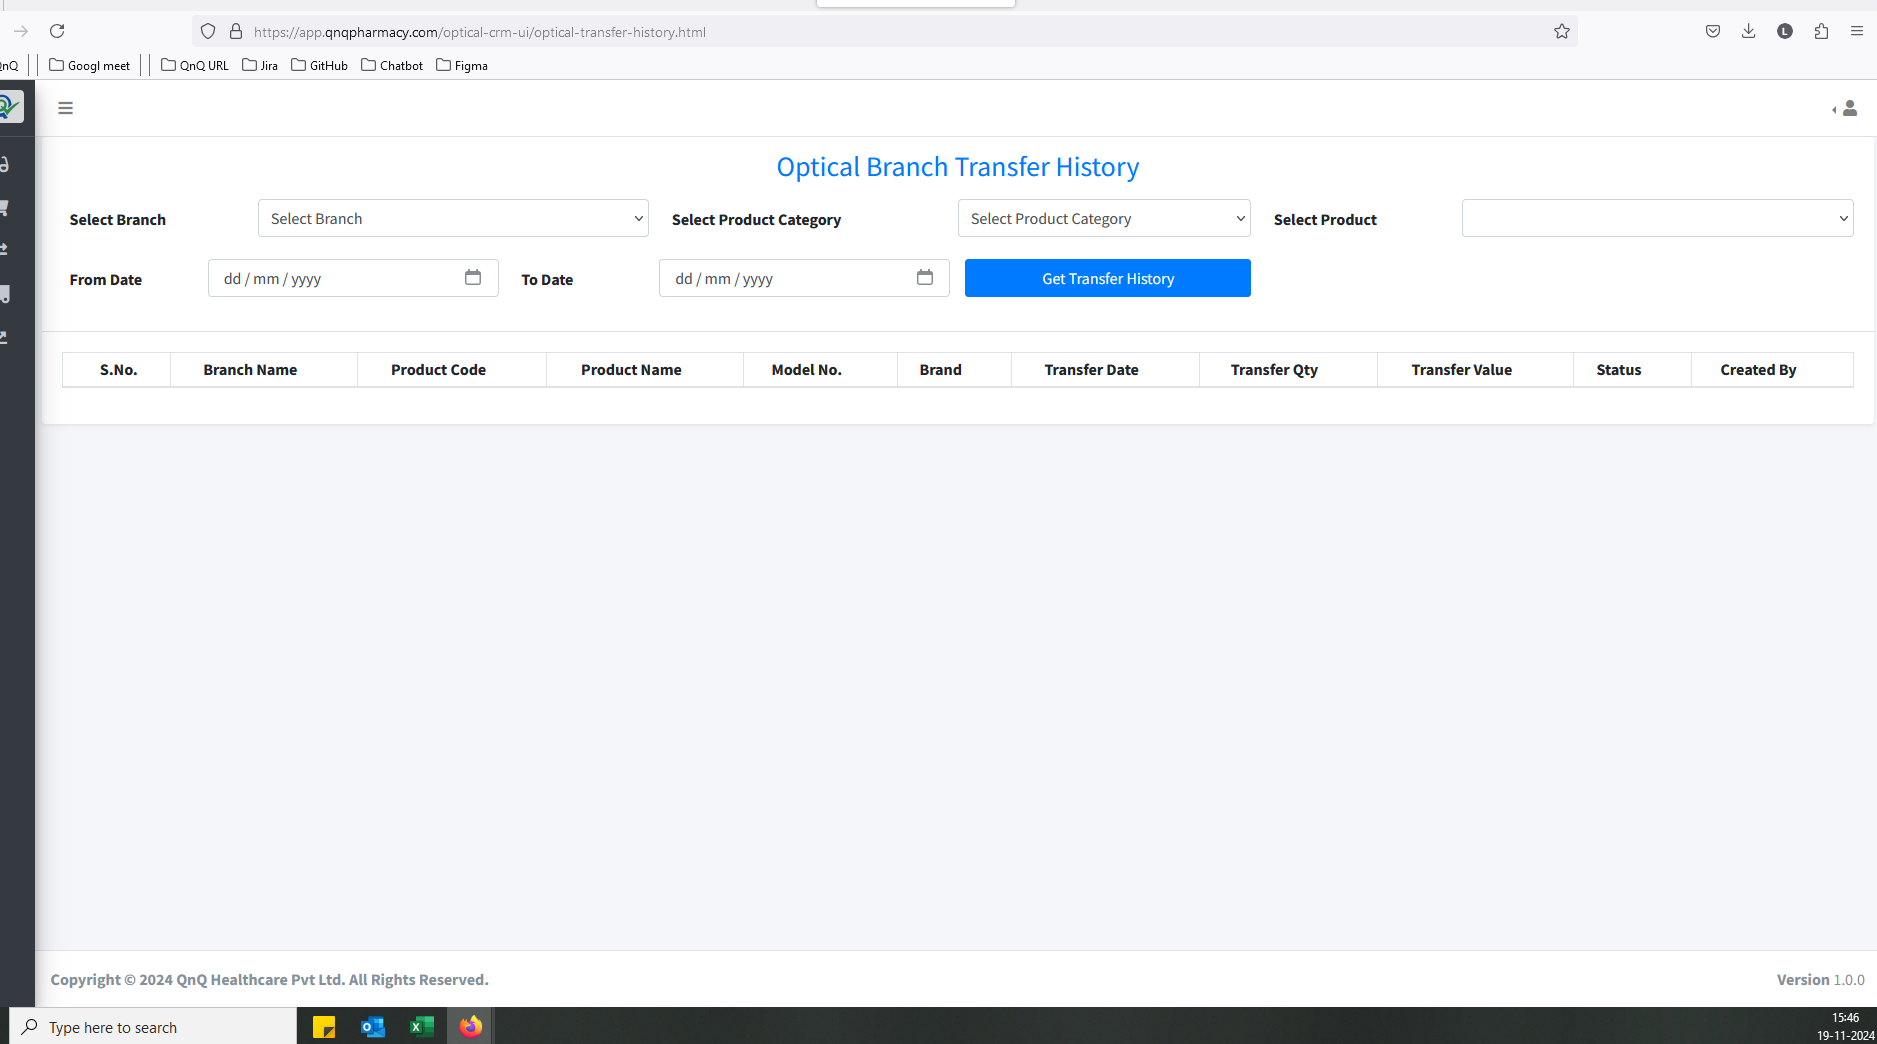 https://app.qnqpharmacy.com/optical-crm-ui/optical-transfer-history.html
L
QnQ Googl meet QnQ URL Jira GitHub Chatbot Figma
Optical Branch Transfer History
Select Branch Select Branch Select Product Category Select Product Category Select Product
From Date dd / mm / yyyy To Date dd / mm / yyyy Get Transfer History
S.No. Branch Name Product Code Product Name Model No. Brand Transfer Date Transfer Qty Transfer Value Status Created By
Copyright © 2024 QnQ Healthcare Pvt Ltd. All Rights Reserved. Version 1.0.0
Type here to search
15:46
19-11-2024